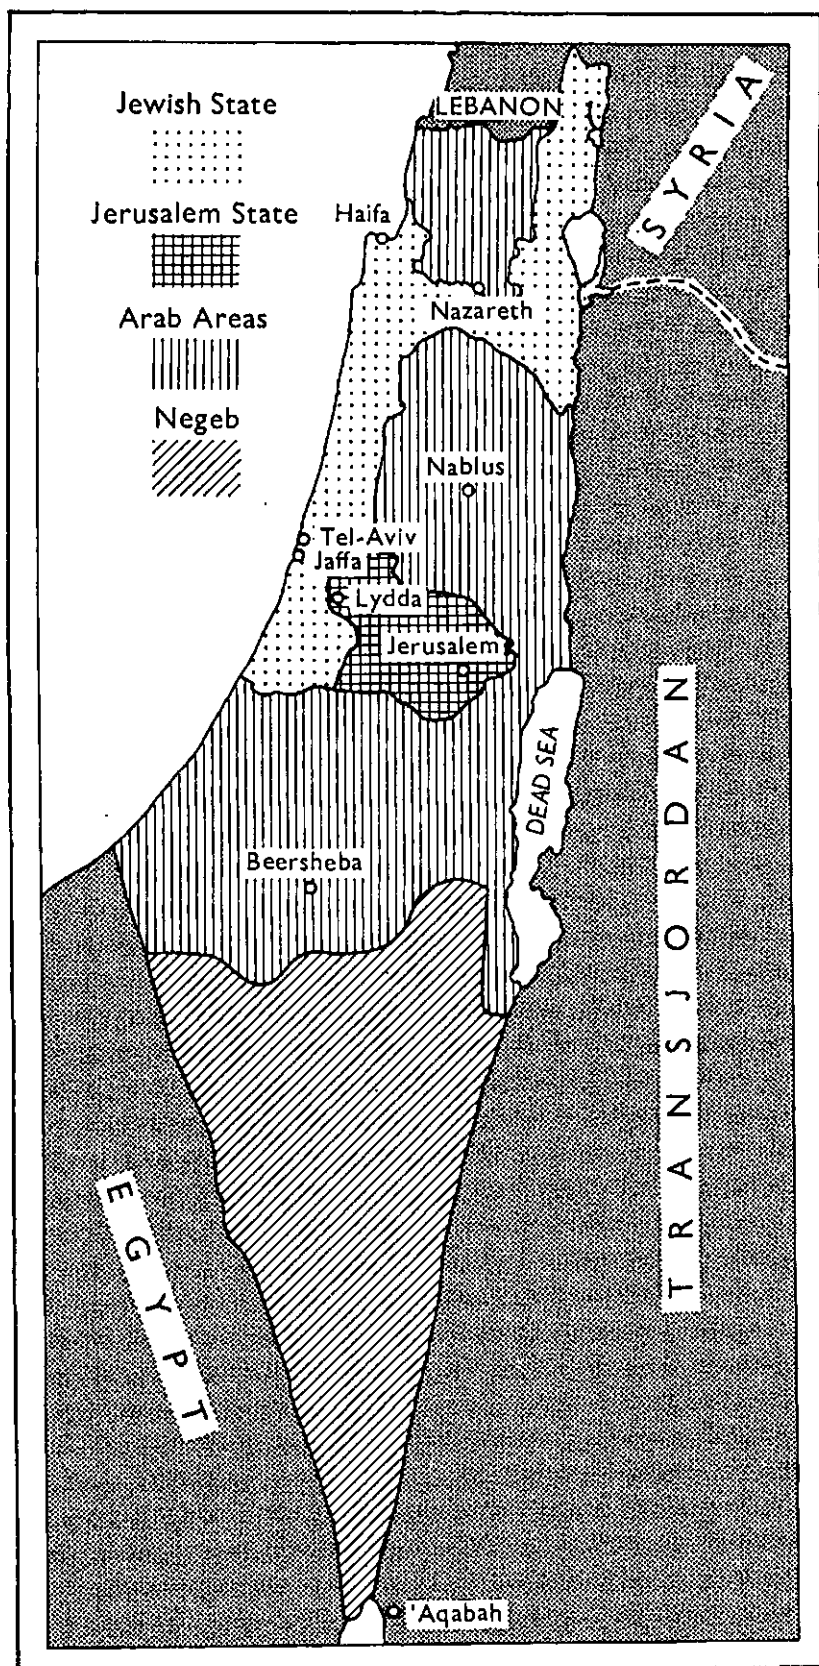 Jewish State
Jerusalem State
Arab Areas
Negeb
LEBANON
SYRIA
Haifa
Nazareth
Nablus
Tel-Aviv
Jaffa
Lydda
Jerusalem
DEAD SEA
TRANSJORDAN
Beersheba
EGYPT
'Aqabah